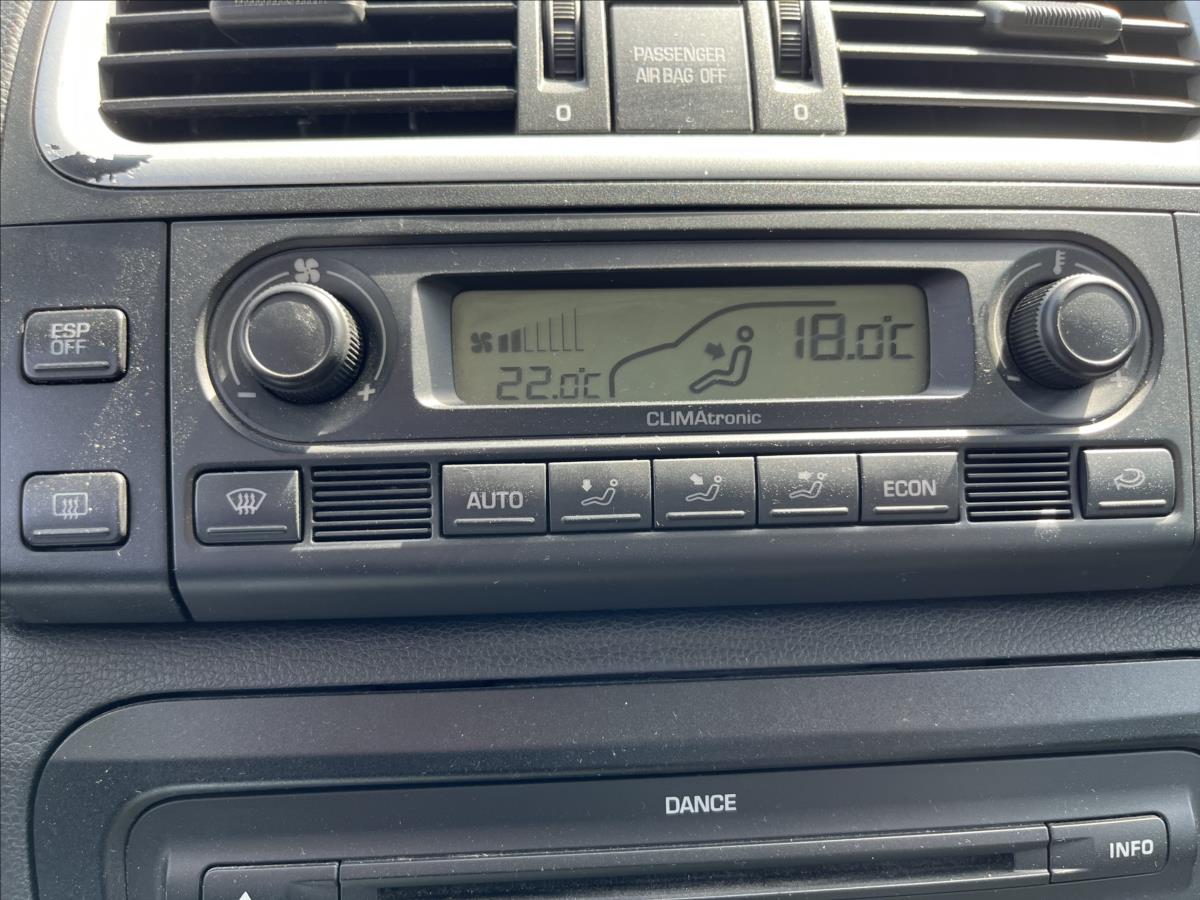 PASSENGER
AIR BAG OFF
0
0
ESP
OFF
22.0°C
18.0°C
CLIMAtronic
AUTO
ECON
DANCE
INFO